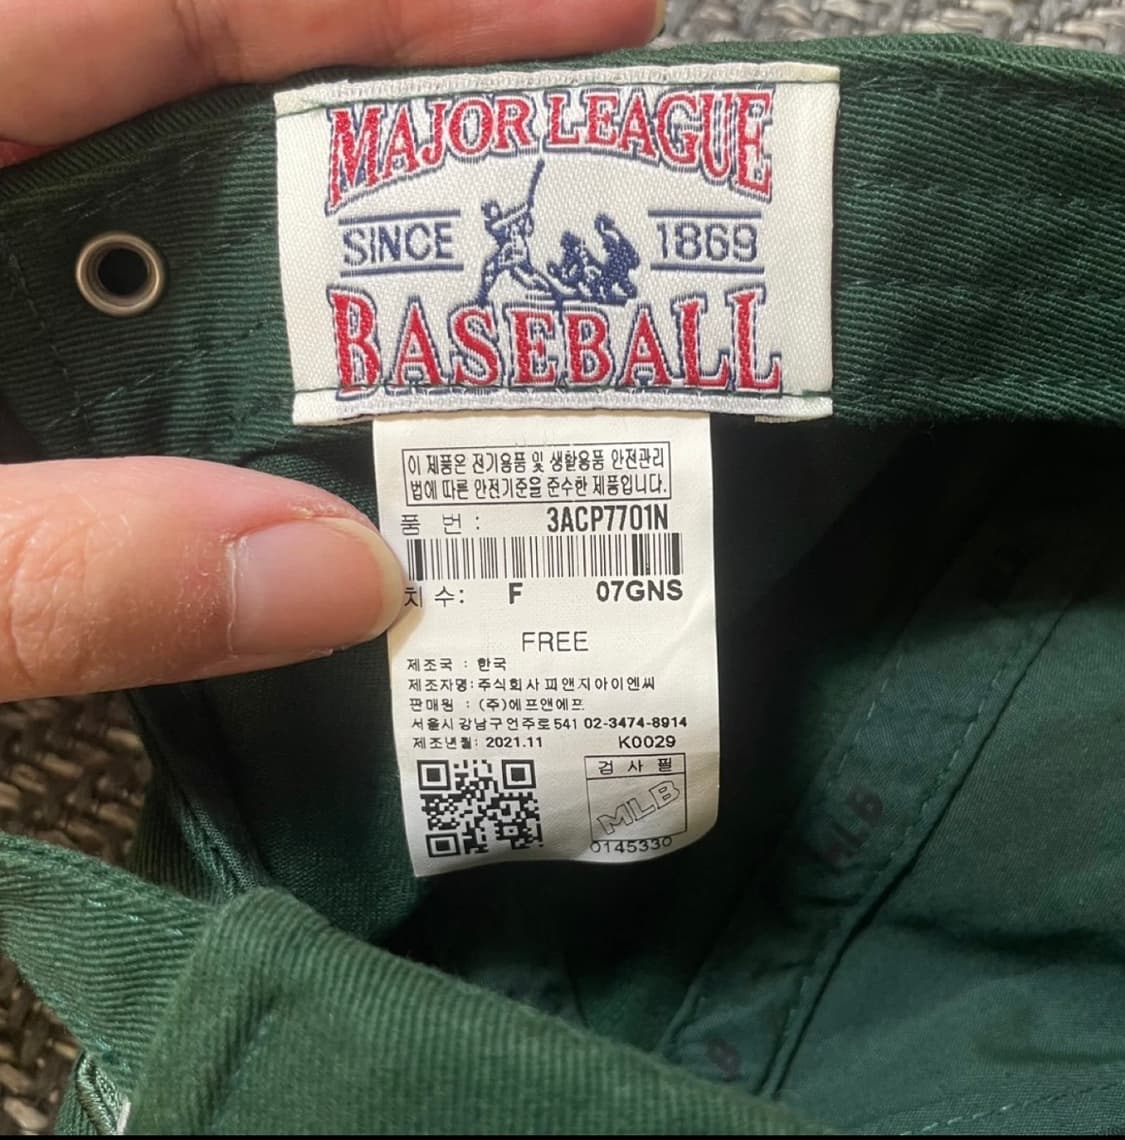 MAJOR LEAGUE
SINCE 1869
BASEBALL
이 제품은 전기용품 및 생활용품 안전관리
법에 따른 안전기준을 준수한 제품입니다.
품 번 : 3ACP7701N
치 수: F 07GNS
FREE
제조국 : 한국
제조자명:주식회사 피앤지아이엔씨
판매원 : (주)에프앤에프
서울시 강남구 언주로 541 02-3474-8914
제조년월: 2021.11 K0029
검 사 필
MLB
0145330
MLB